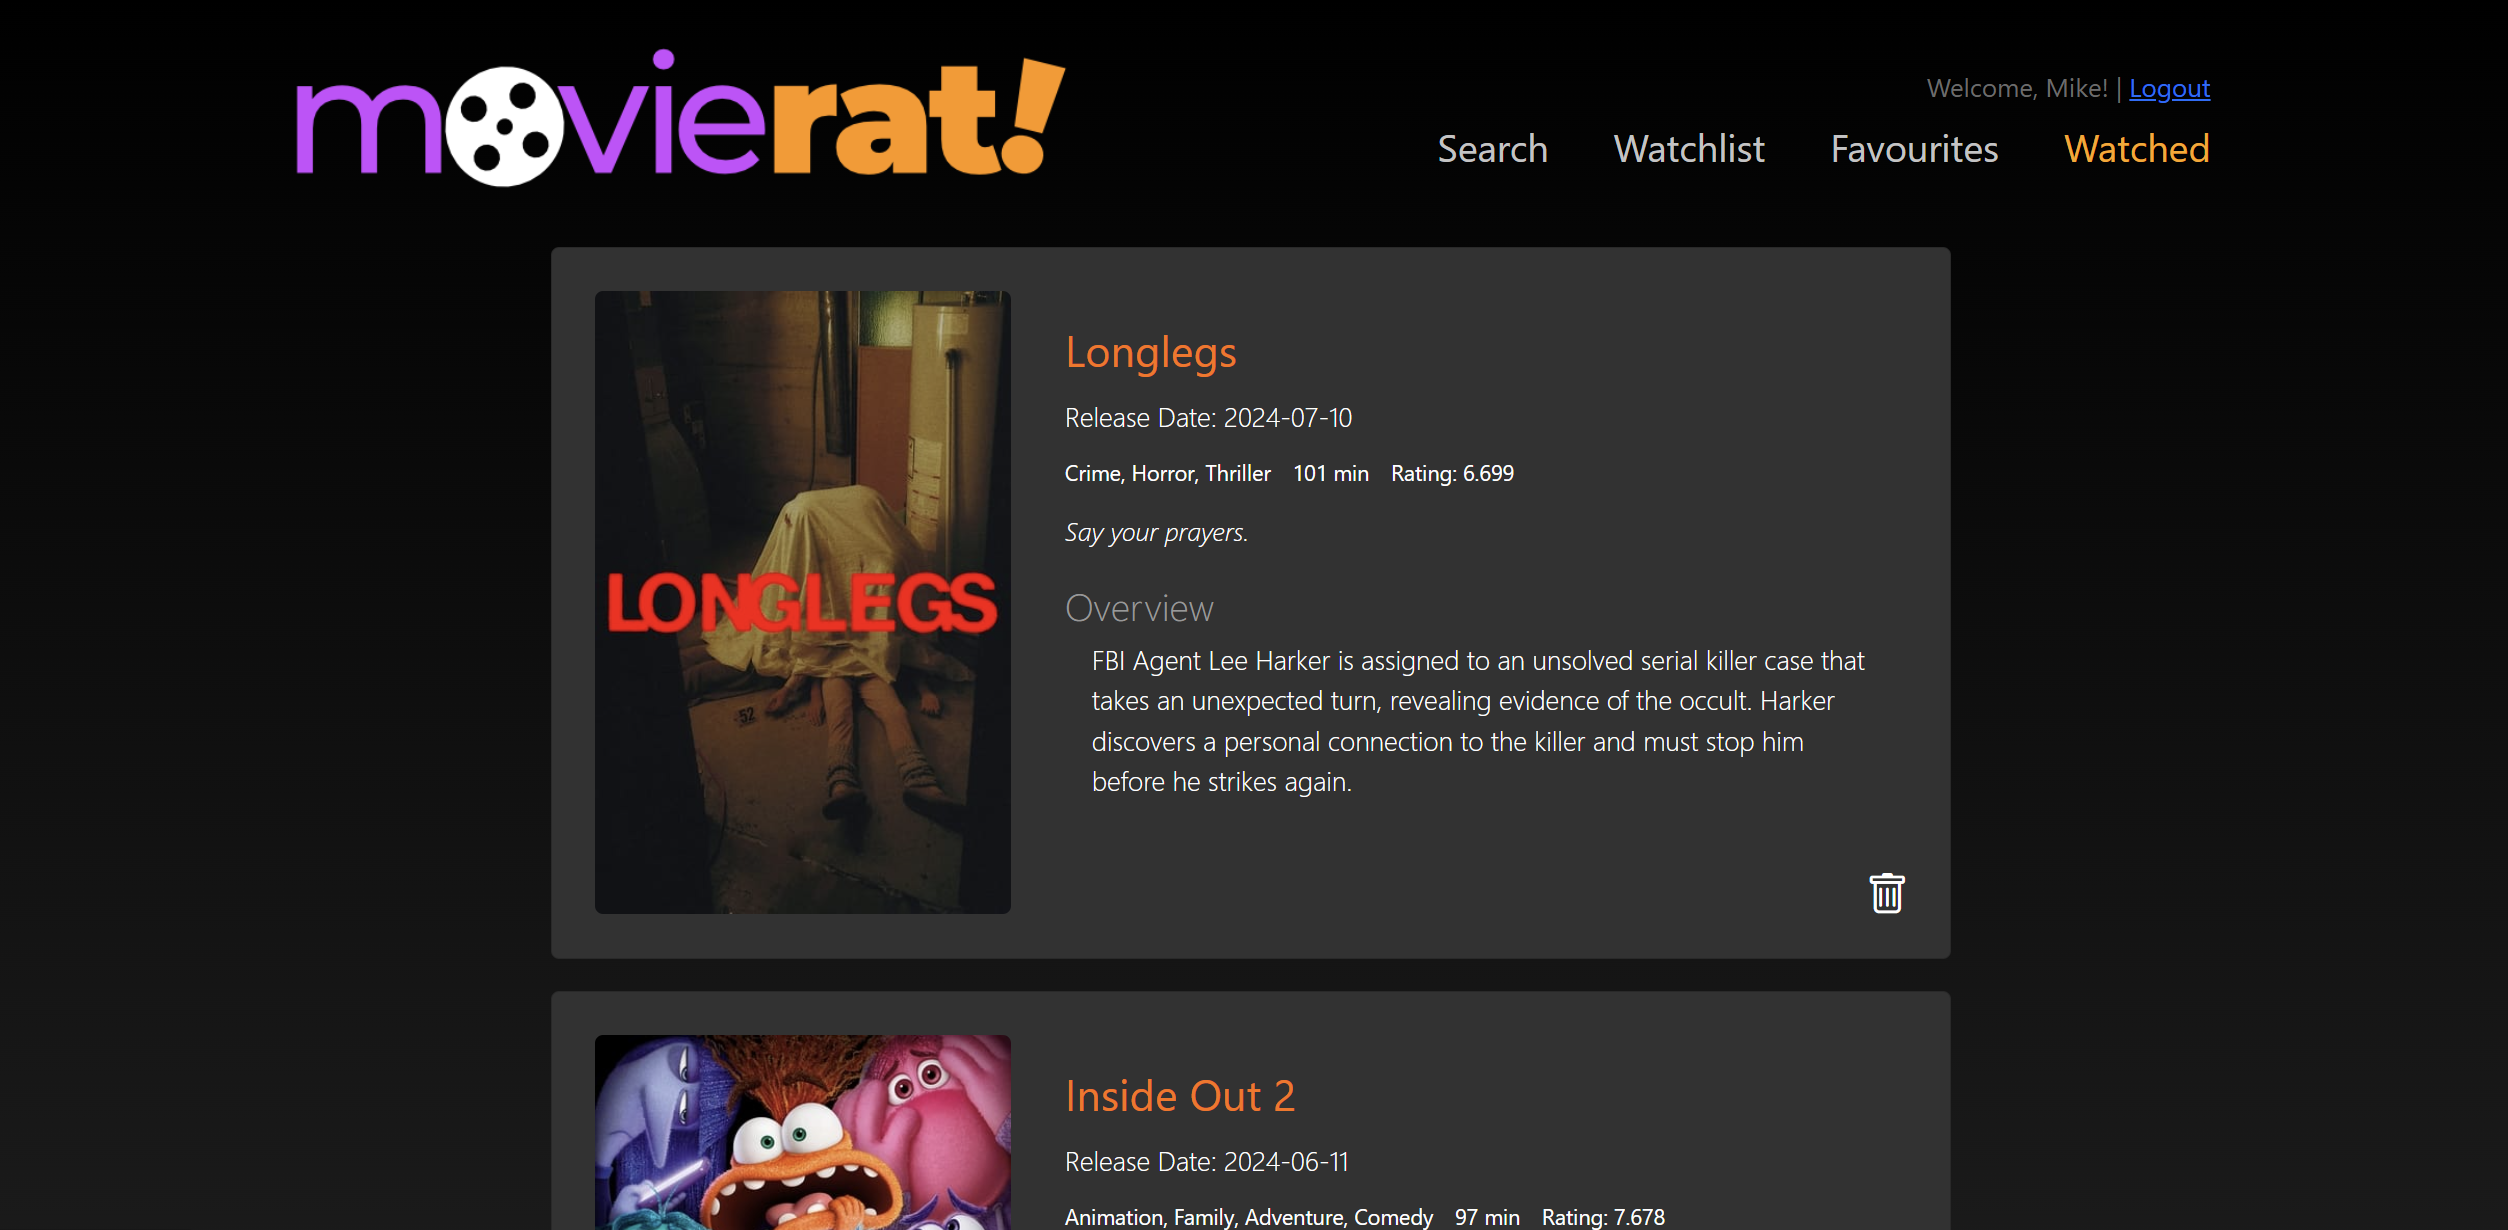 movierat!
Welcome, Mike! | Logout
Search Watchlist Favourites Watched
LONGLEGS
:52
Longlegs
Release Date: 2024-07-10
Crime, Horror, Thriller 101 min Rating: 6.699
Say your prayers.
Overview
FBI Agent Lee Harker is assigned to an unsolved serial killer case that
takes an unexpected turn, revealing evidence of the occult. Harker
discovers a personal connection to the killer and must stop him
before he strikes again.
Inside Out 2
Release Date: 2024-06-11
Animation, Family, Adventure, Comedy 97 min Rating: 7.678